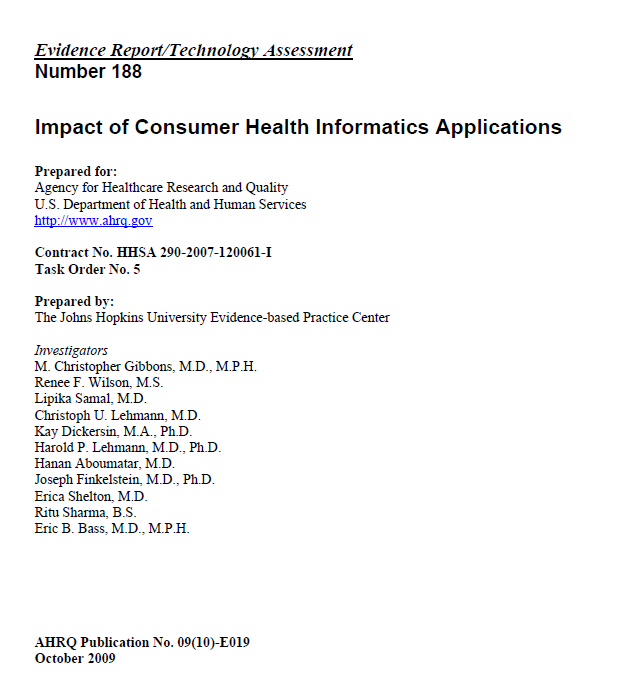 Evidence Report/Technology Assessment
Number 188
Impact of Consumer Health Informatics Applications
Prepared for:
Agency for Healthcare Research and Quality
U.S. Department of Health and Human Services
http://www.ahrq.gov
Contract No. HHSA 290-2007-120061-I
Task Order No. 5
Prepared by:
The Johns Hopkins University Evidence-based Practice Center
Investigators
M. Christopher Gibbons, M.D., M.P.H.
Renee F. Wilson, M.S.
Lipika Samal, M.D.
Christoph U. Lehmann, M.D.
Kay Dickersin, M.A., Ph.D.
Harold P. Lehmann, M.D., Ph.D.
Hanan Aboumatar, M.D.
Joseph Finkelstein, M.D., Ph.D.
Erica Shelton, M.D.
Ritu Sharma, B.S.
Eric B. Bass, M.D., M.P.H.
AHRQ Publication No. 09(10)-E019
October 2009